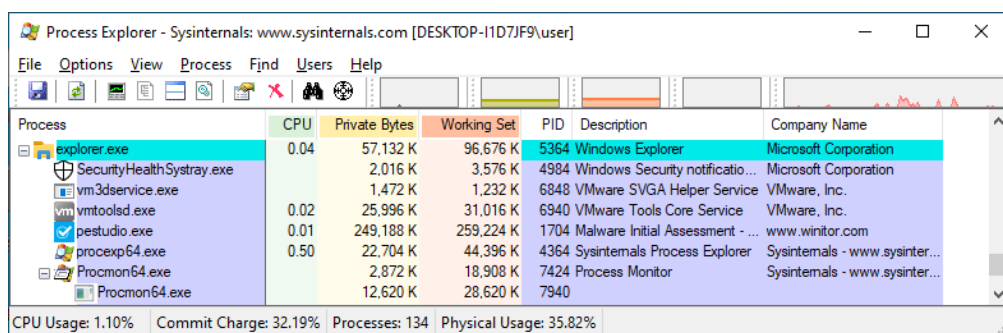 Process Explorer - Sysinternals: www.sysinternals.com [DESKTOP-I1D7JF9\user]
File Options View Process Find Users Help
Process CPU Private Bytes Working Set PID Description Company Name
explorer.exe 0.04 57,132 K 96,676 K 5364 Windows Explorer Microsoft Corporation
SecurityHealthSystray.exe 2,016 K 3,576 K 4984 Windows Security notificatio... Microsoft Corporation
vm3dservice.exe 1,472 K 1,232 K 6848 VMware SVGA Helper Service VMware, Inc.
vm vmtoolsd.exe 0.02 25,996 K 31,016 K 6940 VMware Tools Core Service VMware, Inc.
pestudio.exe 0.01 249,188 K 259,224 K 1704 Malware Initial Assessment - ... www.winitor.com
procexp64.exe 0.50 22,704 K 44,396 K 4364 Sysinternals Process Explorer Sysinternals - www.sysinter...
Procmon64.exe 2,872 K 18,908 K 7424 Process Monitor Sysinternals - www.sysinter...
Procmon64.exe 12,620 K 28,620 K 7940
CPU Usage: 1.10% Commit Charge: 32.19% Processes: 134 Physical Usage: 35.82%